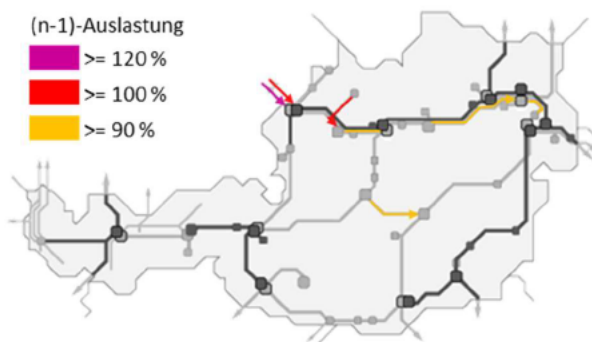 (n-1)-Auslastung
>= 120 %
>= 100 %
>= 90 %